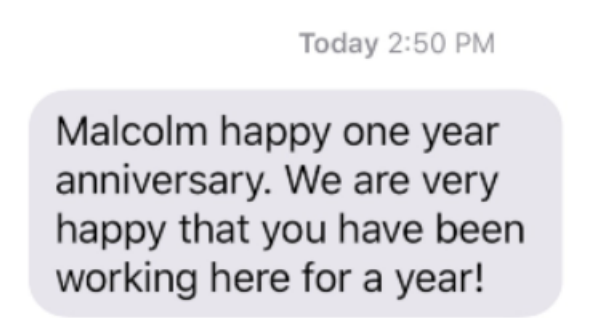 Today 2:50 PM
Malcolm happy one year
anniversary. We are very
happy that you have been
working here for a year!